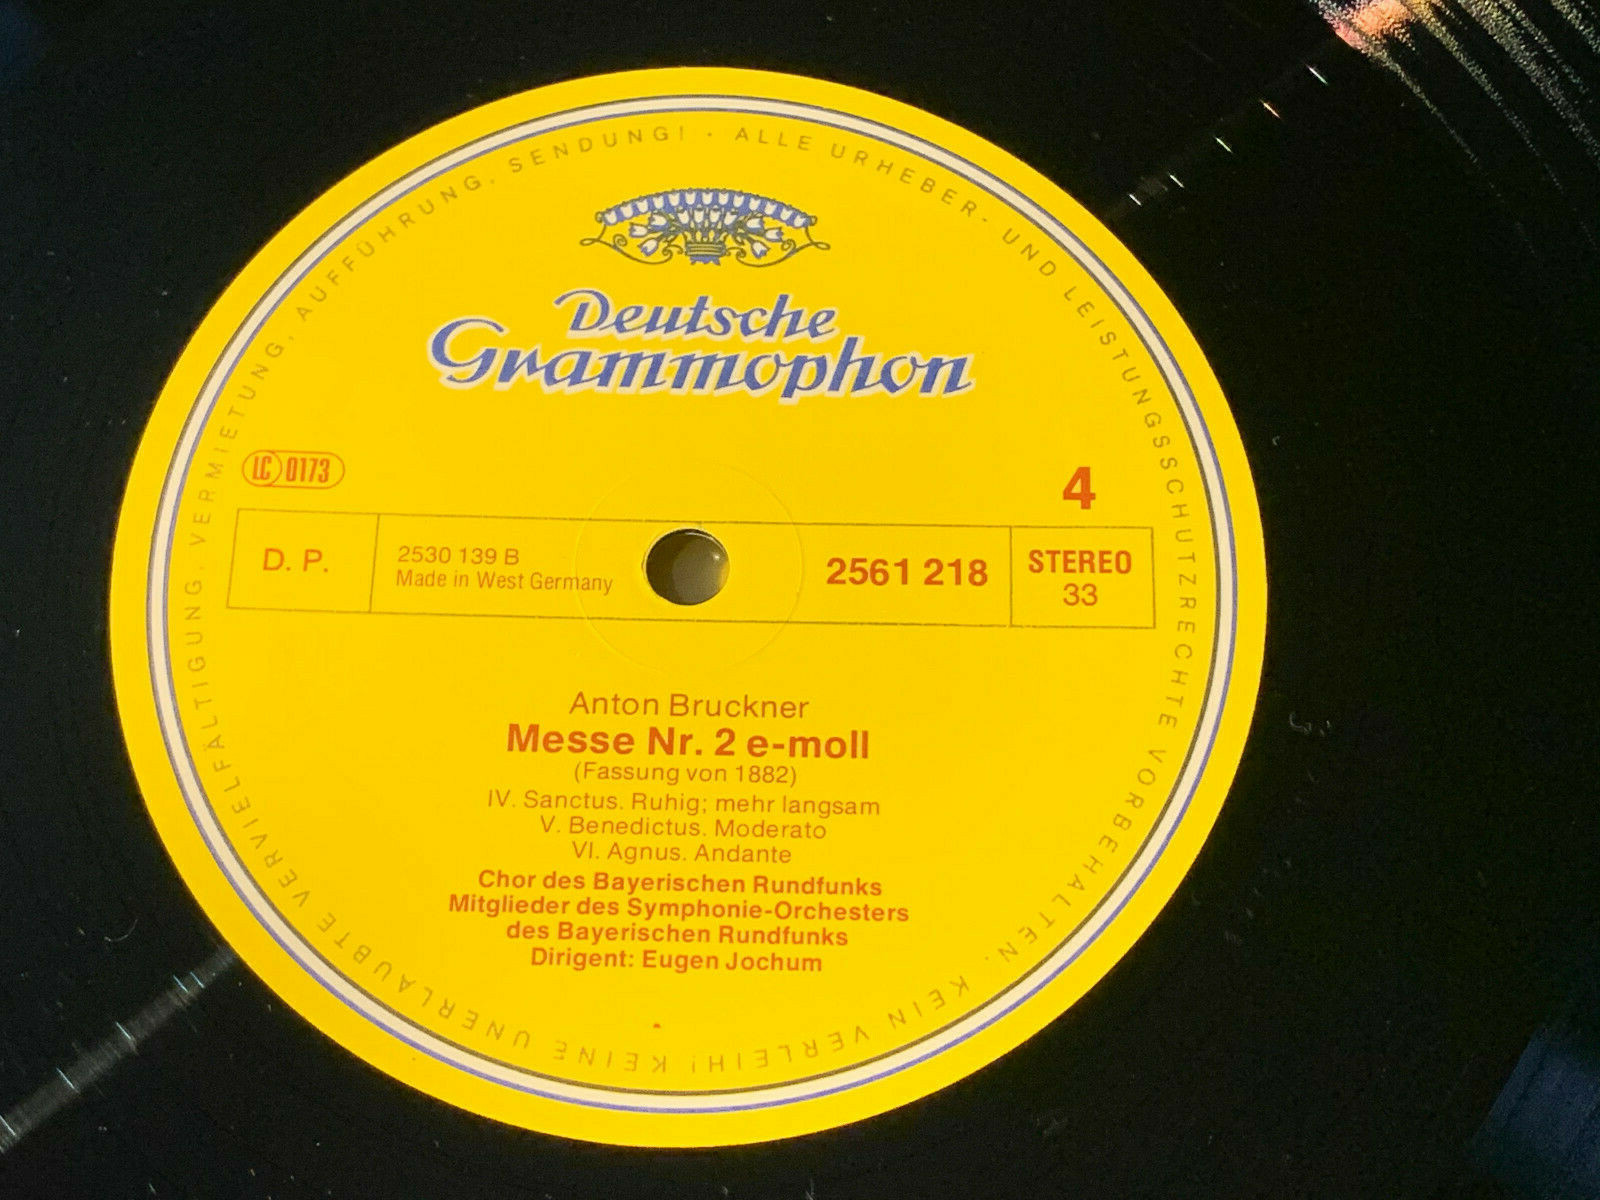 ALLE URHEBER- UND LEISTUNGSSCHUTZRECHTE VORBEHALTEN. KEIN VERLEIH! KEINE UNERLAUBTE VERVIELFÄLTIGUNG, VERMIETUNG, AUFFÜHRUNG, SENDUNG! ·
Deutsche
Grammophon
LC 0173
4
D. P.
2530 139 B
Made in West Germany
2561 218
STEREO
33
Anton Bruckner
Messe Nr. 2 e-moll
(Fassung von 1882)
IV. Sanctus. Ruhig; mehr langsam
V. Benedictus. Moderato
VI. Agnus. Andante
Chor des Bayerischen Rundfunks
Mitglieder des Symphonie-Orchesters
des Bayerischen Rundfunks
Dirigent: Eugen Jochum